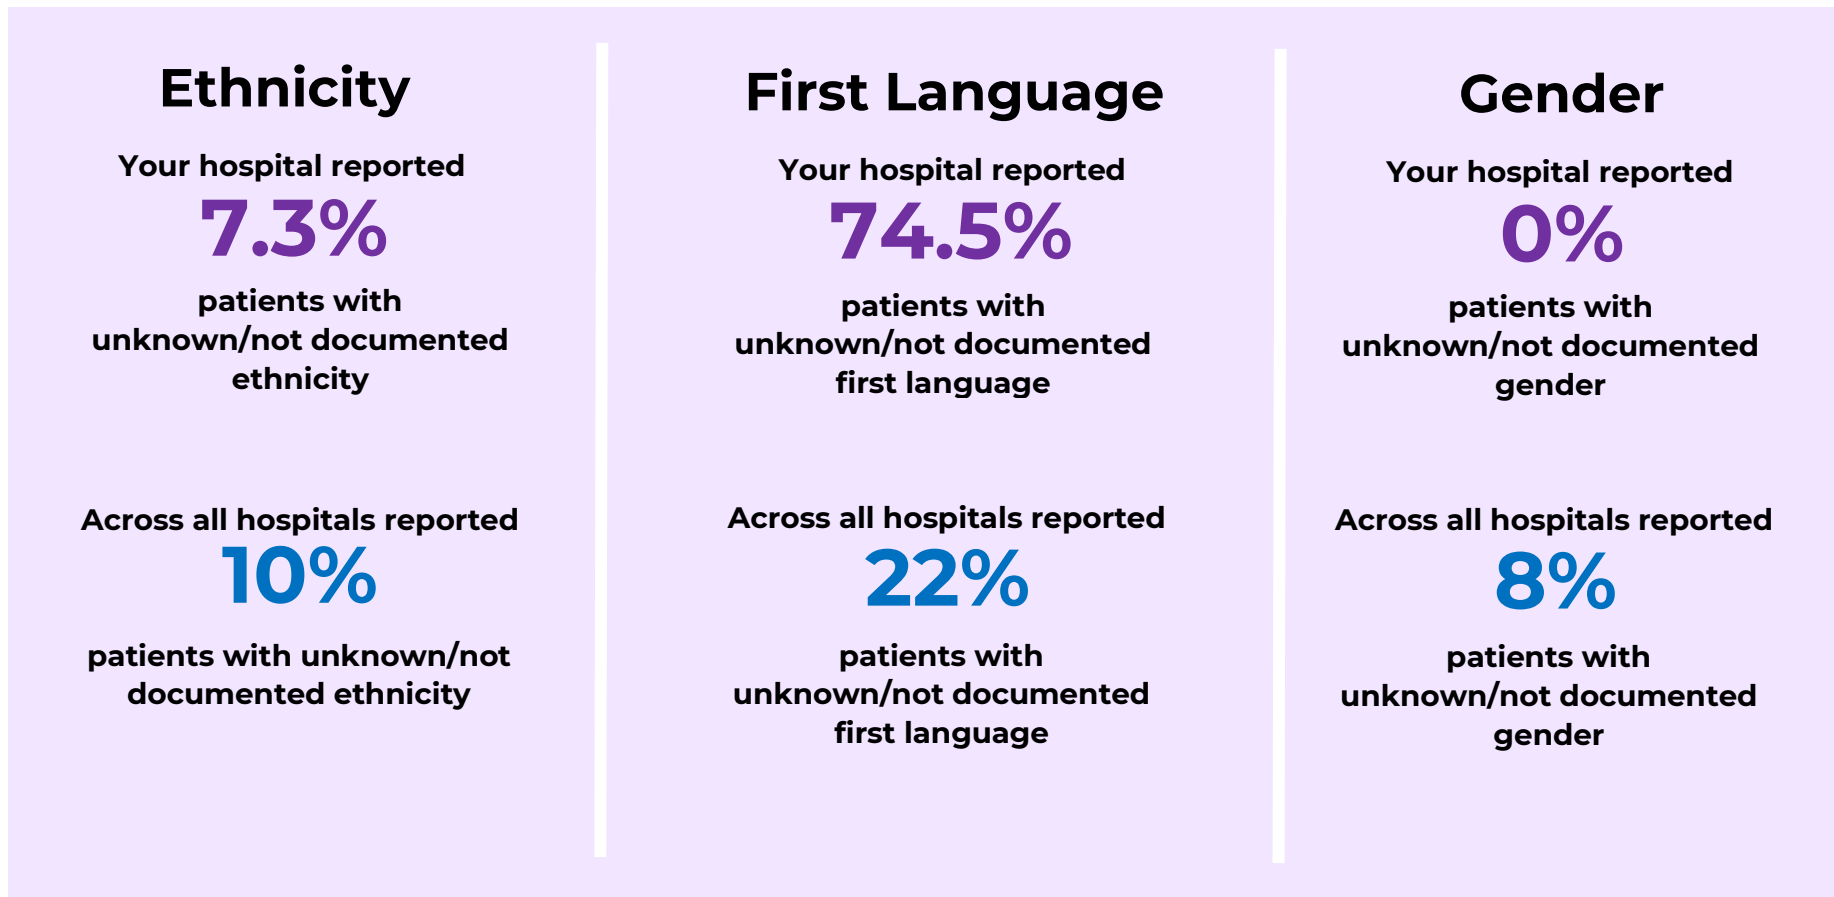 Ethnicity
Your hospital reported
7.3%
patients with
unknown/not documented
ethnicity
Across all hospitals reported
10%
patients with unknown/not
documented ethnicity
First Language
Your hospital reported
74.5%
patients with
unknown/not documented
first language
Across all hospitals reported
22%
patients with
unknown/not documented
first language
Gender
Your hospital reported
0%
patients with
unknown/not documented
gender
Across all hospitals reported
8%
patients with
unknown/not documented
gender